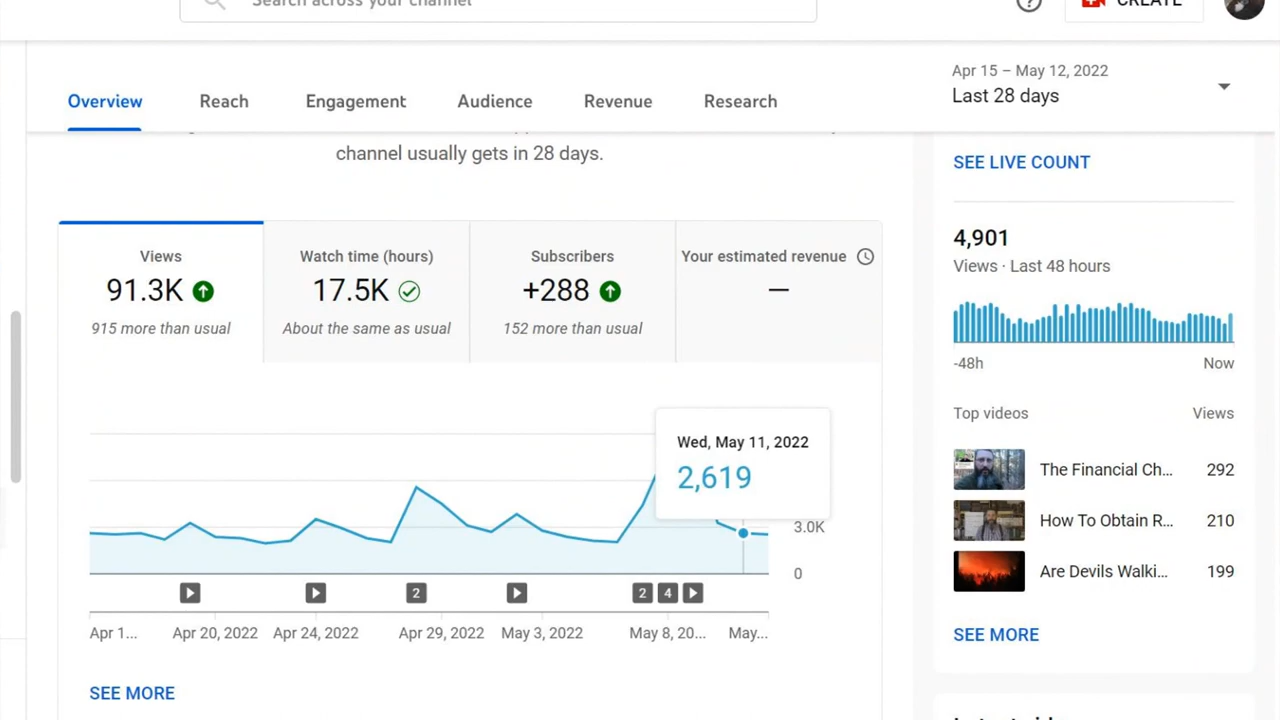 Search across your channel
CREATE
Overview
Reach
Engagement
Audience
Revenue
Research
Apr 15 – May 12, 2022
Last 28 days
channel usually gets in 28 days.
Views
91.3K
915 more than usual
Watch time (hours)
17.5K
About the same as usual
Subscribers
+288
152 more than usual
Your estimated revenue
—
Wed, May 11, 2022
2,619
3.0K
0
2
2
4
Apr 1...
Apr 20, 2022
Apr 24, 2022
Apr 29, 2022
May 3, 2022
May 8, 20...
May...
SEE MORE
SEE LIVE COUNT
4,901
Views · Last 48 hours
-48h
Now
Top videos
Views
The Financial Ch...
292
How To Obtain R...
210
Are Devils Walki...
199
SEE MORE